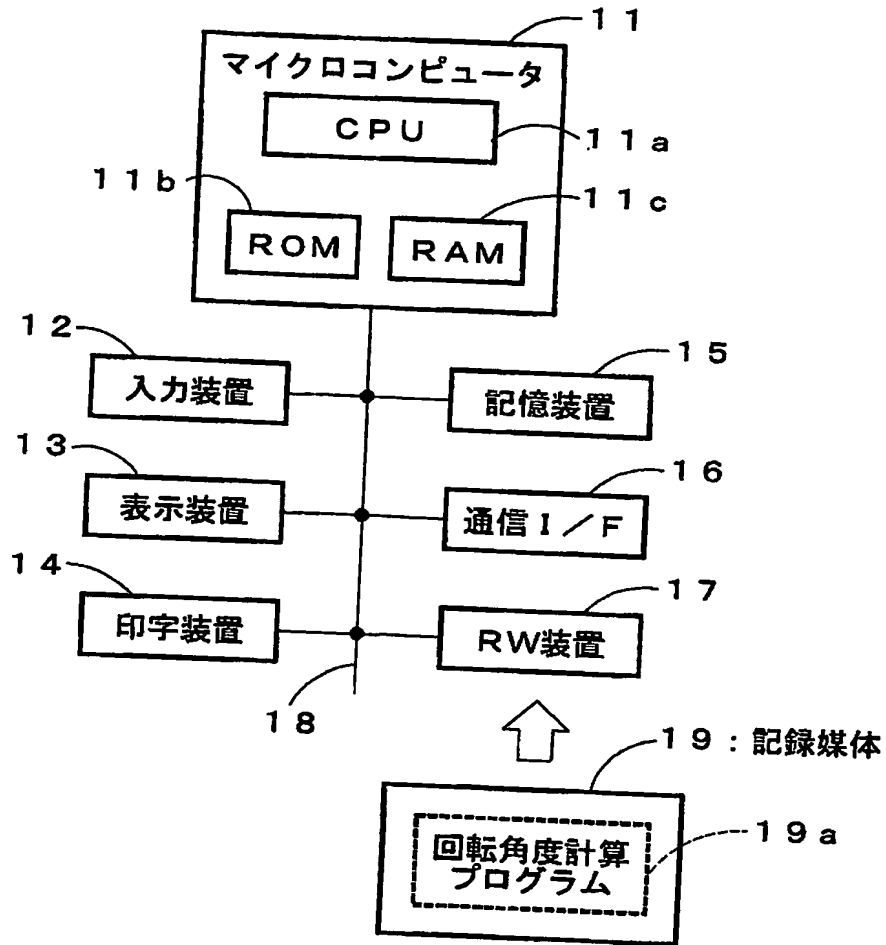 １１
マイクロコンピュータ
ＣＰＵ
１１ａ
１１ｂ
１１ｃ
ＲＯＭ
ＲＡＭ
１２
入力装置
１５
記憶装置
１３
表示装置
１６
通信Ｉ／Ｆ
１４
印字装置
１７
ＲＷ装置
１８
１９：記録媒体
回転角度計算
プログラム
１９ａ